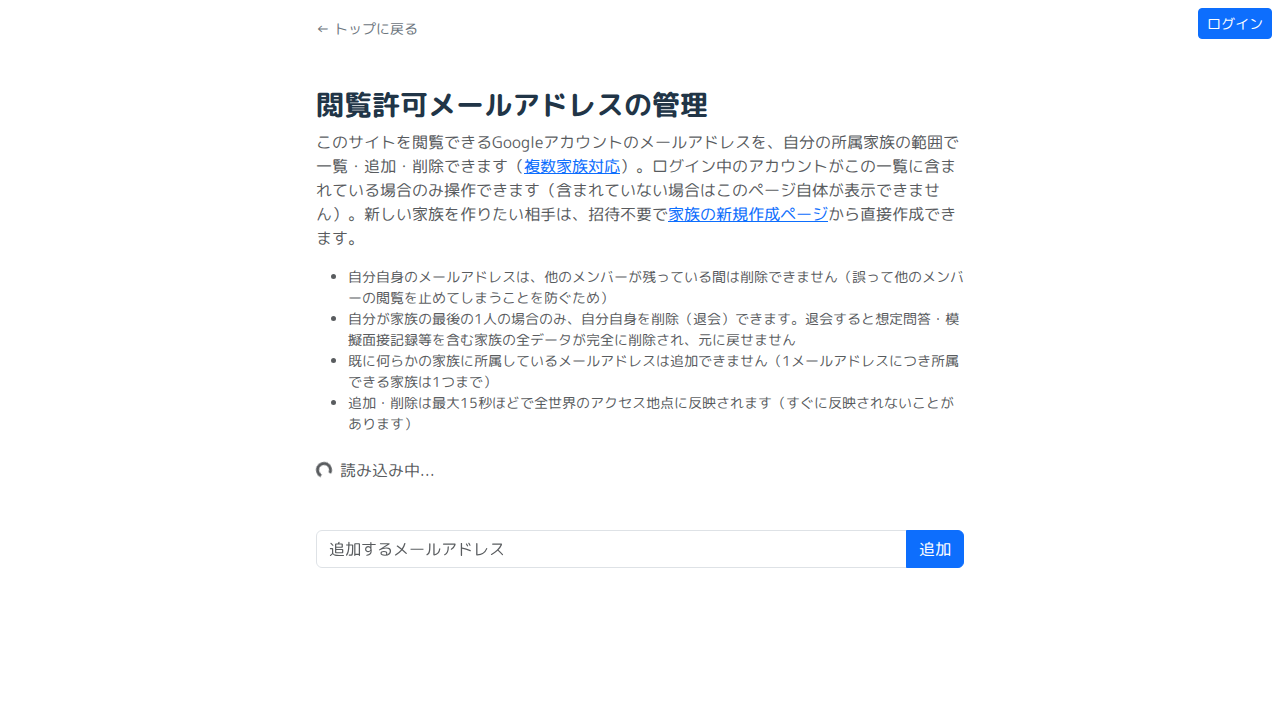 ← トップに戻る
ログイン
閲覧許可メールアドレスの管理
このサイトを閲覧できるGoogleアカウントのメールアドレスを、自分の所属家族の範囲で
一覧・追加・削除できます（複数家族対応）。ログイン中のアカウントがこの一覧に含ま
れている場合のみ操作できます（含まれていない場合はこのページ自体が表示できませ
ん）。新しい家族を作りたい相手は、招待不要で家族の新規作成ページから直接作成でき
ます。
自分自身のメールアドレスは、他のメンバーが残っている間は削除できません（誤って他のメンバ
ーの閲覧を止めてしまうことを防ぐため）
自分が家族の最後の1人の場合のみ、自分自身を削除（退会）できます。退会すると想定問答・模
擬面接記録等を含む家族の全データが完全に削除され、元に戻せません
既に何らかの家族に所属しているメールアドレスは追加できません（1メールアドレスにつき所属
できる家族は1つまで）
追加・削除は最大15秒ほどで全世界のアクセス地点に反映されます（すぐに反映されないことが
あります）
読み込み中...
追加するメールアドレス
追加